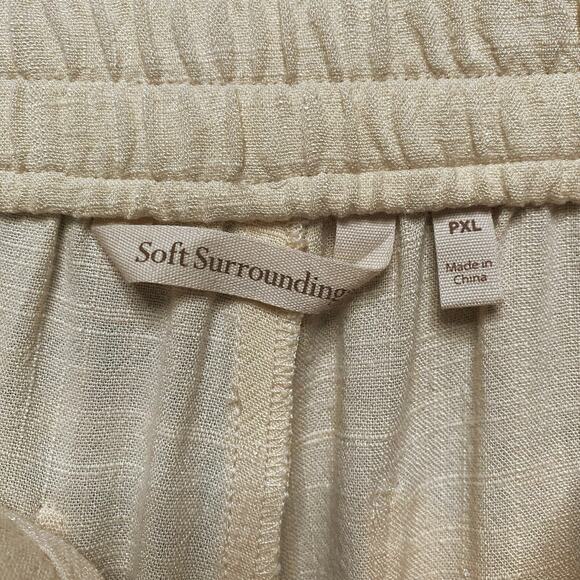 Soft Surrounding
PXL
Made in
China